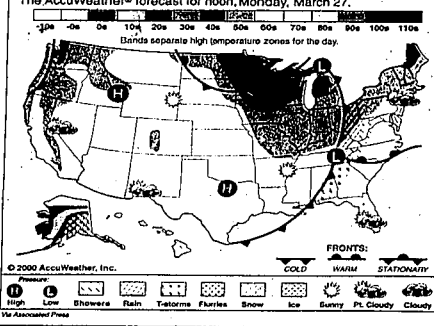 The AccuWeather® forecast for noon, Monday, March 27.
-10s -0s 0s 10s 20s 30s 40s 50s 60s 70s 80s 90s 100s 110s
Bands separate high temperature zones for the day.
H
L
L
H
FRONTS:
© 2000 AccuWeather, Inc.
COLD WARM STATIONARY
Pressure:
H L
High Low Showers Rain T-storms Flurries Snow Ice Sunny Pt. Cloudy Cloudy
Via Associated Press